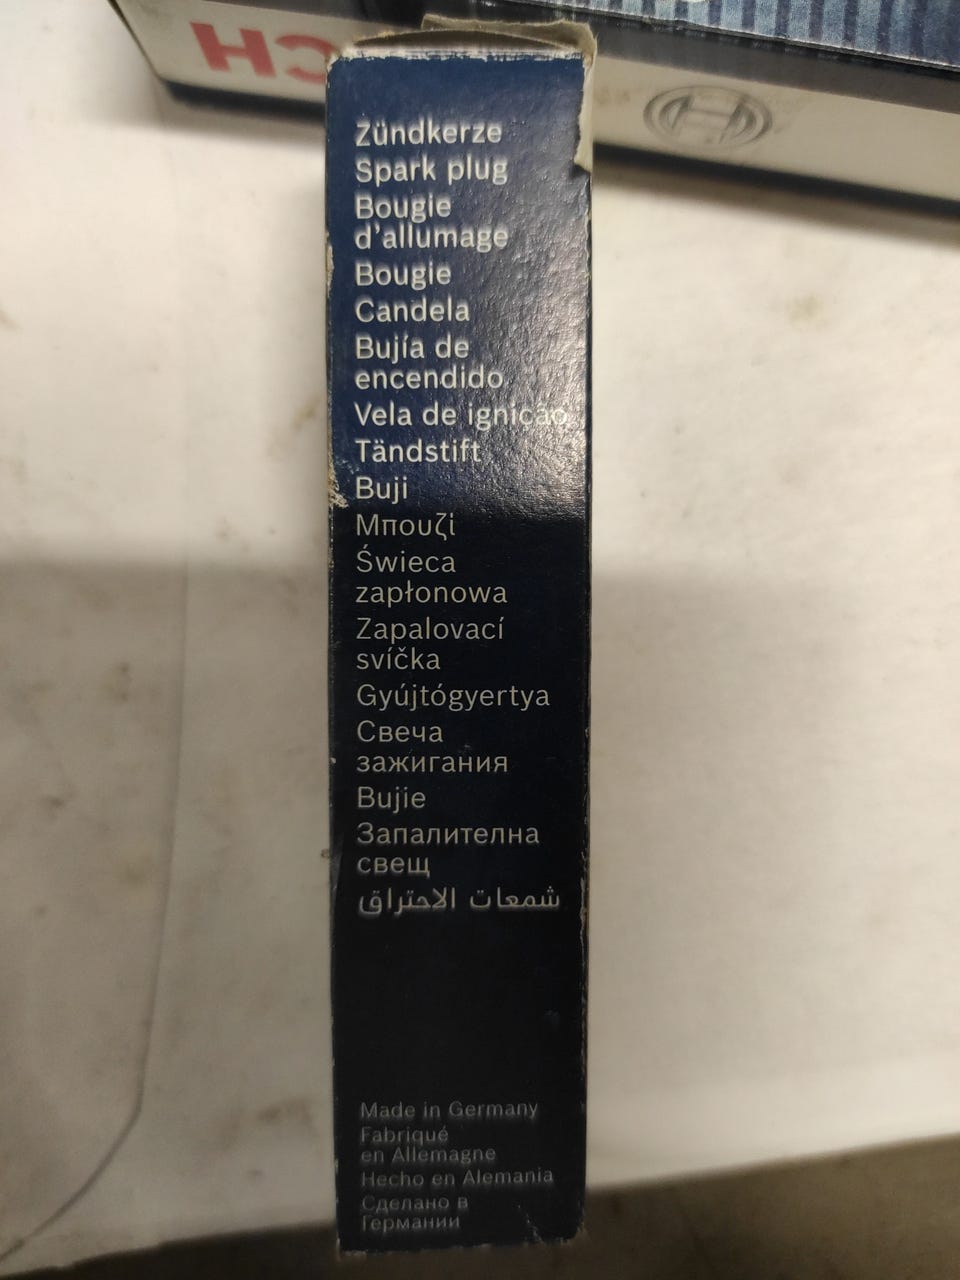 CH
Zündkerze
Spark plug
Bougie
d'allumage
Bougie
Candela
Bujía de
encendido
Vela de ignição
Tändstift
Buji
Μπουζί
Świeca
zapłonowa
Zapalovací
svíčka
Gyújtógyertya
Свеча
зажигания
Bujie
Запалителна
свещ
شمعات الاحتراق
Made in Germany
Fabriqué
en Allemagne
Hecho en Alemania
Сделано в
Германии